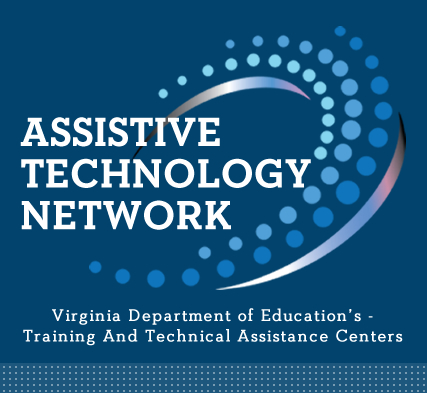 ASSISTIVE
TECHNOLOGY
NETWORK
Virginia Department of Education's -
Training And Technical Assistance Centers